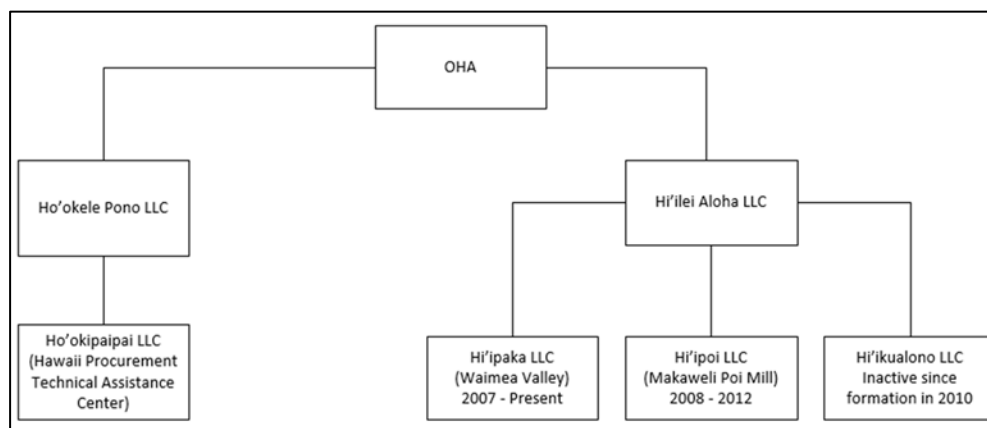 OHA
Ho'okele Pono LLC
Hi'ilei Aloha LLC
Ho'okipaipai LLC
(Hawaii Procurement
Technical Assistance
Center)
Hi'ipaka LLC
(Waimea Valley)
2007 - Present
Hi'ipoi LLC
(Makaweli Poi Mill)
2008 - 2012
Hi'ikualono LLC
Inactive since
formation in 2010